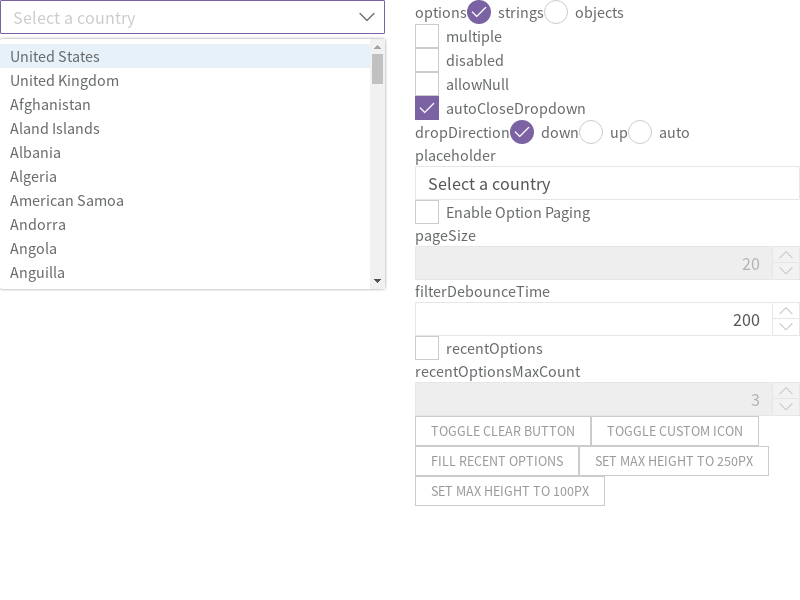 Select a country
United States
United Kingdom
Afghanistan
Aland Islands
Albania
Algeria
American Samoa
Andorra
Angola
Anguilla
options strings objects
multiple
disabled
allowNull
autoCloseDropdown
dropDirection down up auto
placeholder
Select a country
Enable Option Paging
pageSize
20
filterDebounceTime
200
recentOptions
recentOptionsMaxCount
3
TOGGLE CLEAR BUTTON TOGGLE CUSTOM ICON
FILL RECENT OPTIONS SET MAX HEIGHT TO 250PX
SET MAX HEIGHT TO 100PX